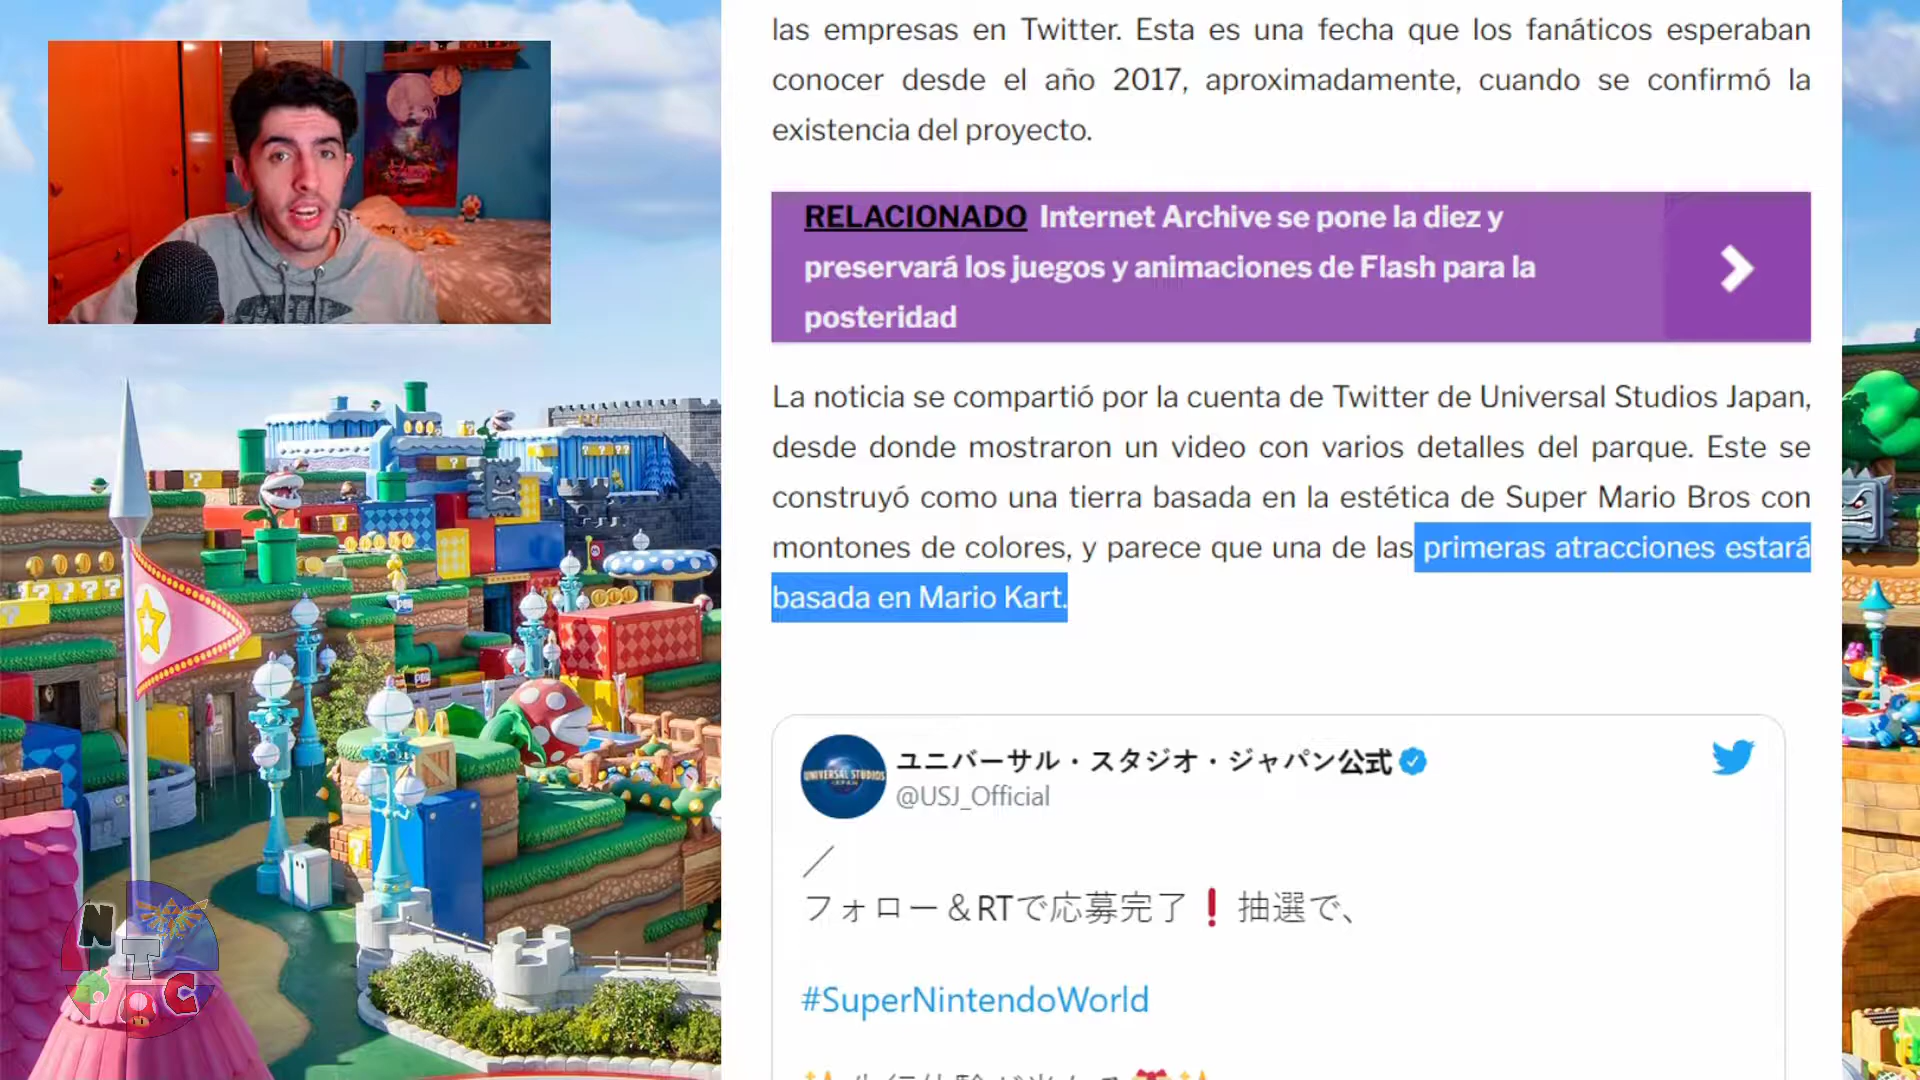 las empresas en Twitter. Esta es una fecha que los fanáticos esperaban
conocer desde el año 2017, aproximadamente, cuando se confirmó la
existencia del proyecto.
RELACIONADO Internet Archive se pone la diez y
preservará los juegos y animaciones de Flash para la
posteridad
La noticia se compartió por la cuenta de Twitter de Universal Studios Japan,
desde donde mostraron un video con varios detalles del parque. Este se
construyó como una tierra basada en la estética de Super Mario Bros con
montones de colores, y parece que una de las primeras atracciones estará
basada en Mario Kart.
UNIVERSAL STUDIOS
ユニバーサル・スタジオ・ジャパン公式
@USJ_Official
／
フォロー＆RTで応募完了❗抽選で、
#SuperNintendoWorld
N
T
C